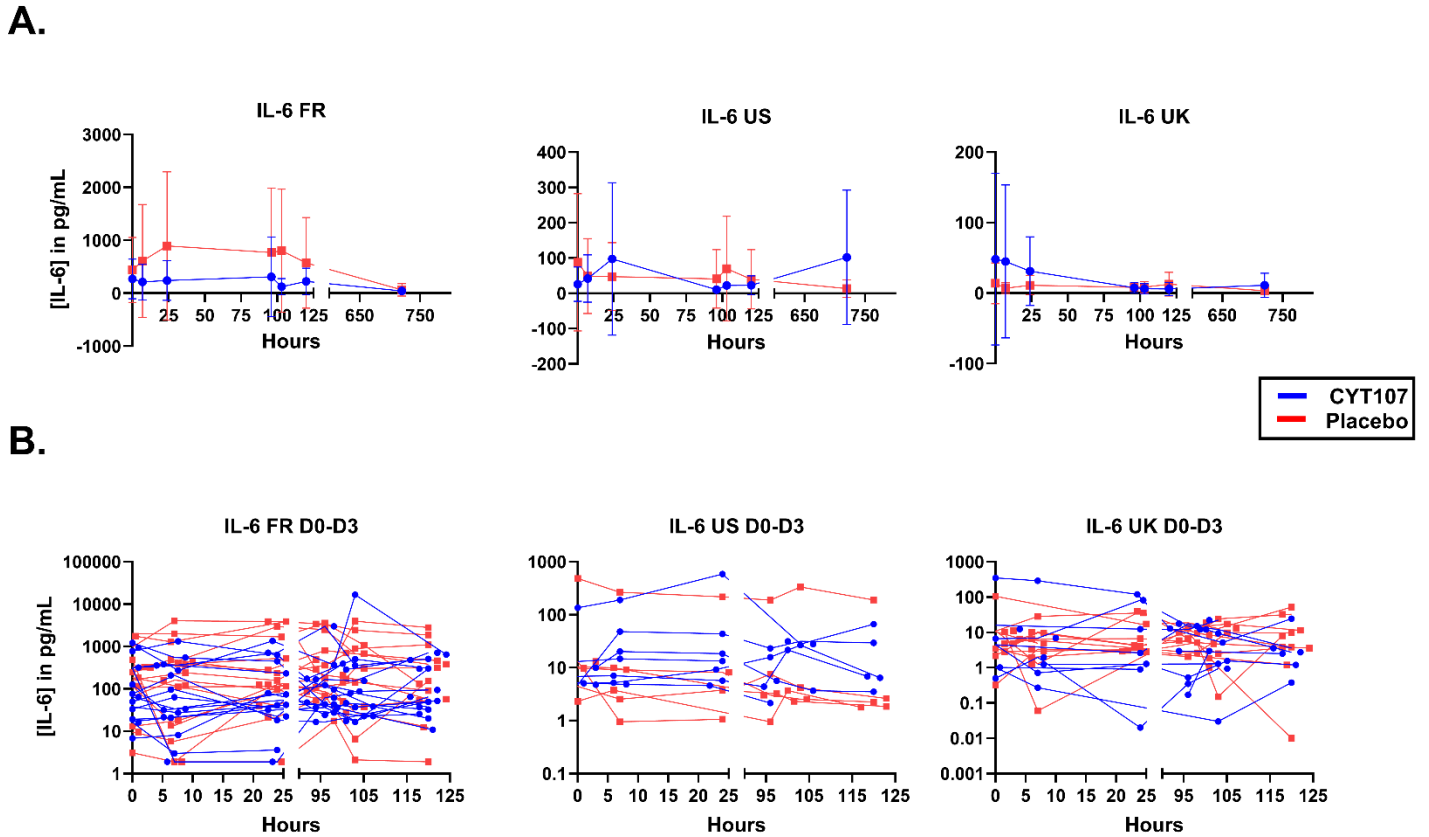 A.
IL-6 FR
IL-6 US
IL-6 UK
[IL-6] in pg/mL
3000
2000
1000
0
-1000
25 50 75 100 125 650 750
Hours
400
300
200
100
0
-100
-200
25 50 75 100 125 650 750
Hours
200
100
0
-100
25 50 75 100 125 650 750
Hours
CYT107
Placebo
B.
IL-6 FR D0-D3
IL-6 US D0-D3
IL-6 UK D0-D3
[IL-6] in pg/mL
100000
10000
1000
100
10
1
0 5 10 15 20 25 95 105 115 125
Hours
1000
100
10
1
0.1
0 5 10 15 20 25 95 105 115 125
Hours
1000
100
10
1
0.1
0.01
0.001
0 5 10 15 20 25 95 105 115 125
Hours